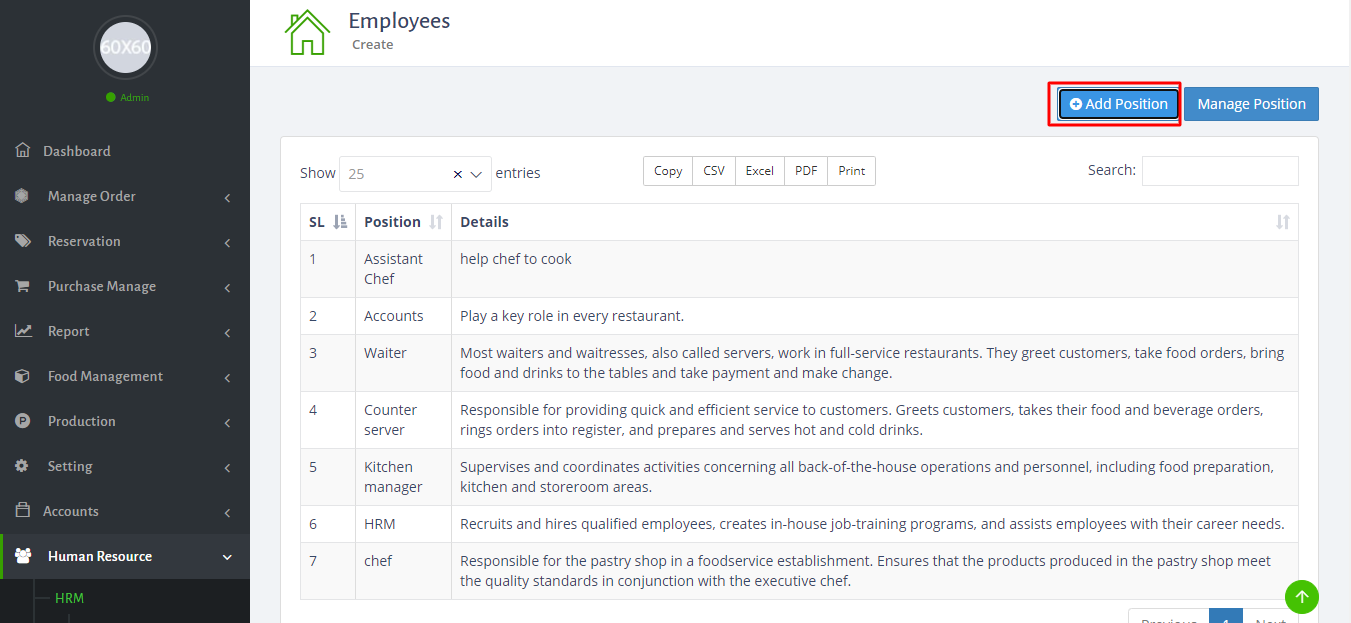 60X60
Admin
Dashboard
Manage Order
Reservation
Purchase Manage
Report
Food Management
Production
Setting
Accounts
Human Resource
HRM
Employees
Create
Add Position
Manage Position
Show 25 entries
Copy CSV Excel PDF Print
Search:
SL Position Details
1 Assistant help chef to cook
Chef
2 Accounts Play a key role in every restaurant.
3 Waiter Most waiters and waitresses, also called servers, work in full-service restaurants. They greet customers, take food orders, bring
food and drinks to the tables and take payment and make change.
4 Counter Responsible for providing quick and efficient service to customers. Greets customers, takes their food and beverage orders,
server rings orders into register, and prepares and serves hot and cold drinks.
5 Kitchen Supervises and coordinates activities concerning all back-of-the-house operations and personnel, including food preparation,
manager kitchen and storeroom areas.
6 HRM Recruits and hires qualified employees, creates in-house job-training programs, and assists employees with their career needs.
7 chef Responsible for the pastry shop in a foodservice establishment. Ensures that the products produced in the pastry shop meet
the quality standards in conjunction with the executive chef.
Previous 1 Next